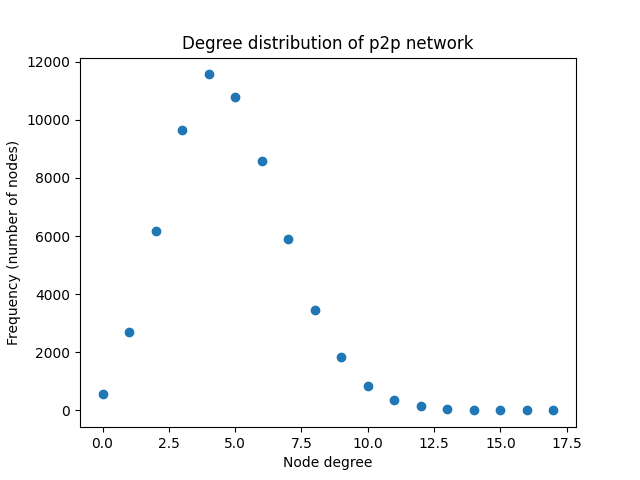 Degree distribution of p2p network
12000
10000
8000
6000
4000
2000
0
Frequency (number of nodes)
0.0 2.5 5.0 7.5 10.0 12.5 15.0 17.5
Node degree